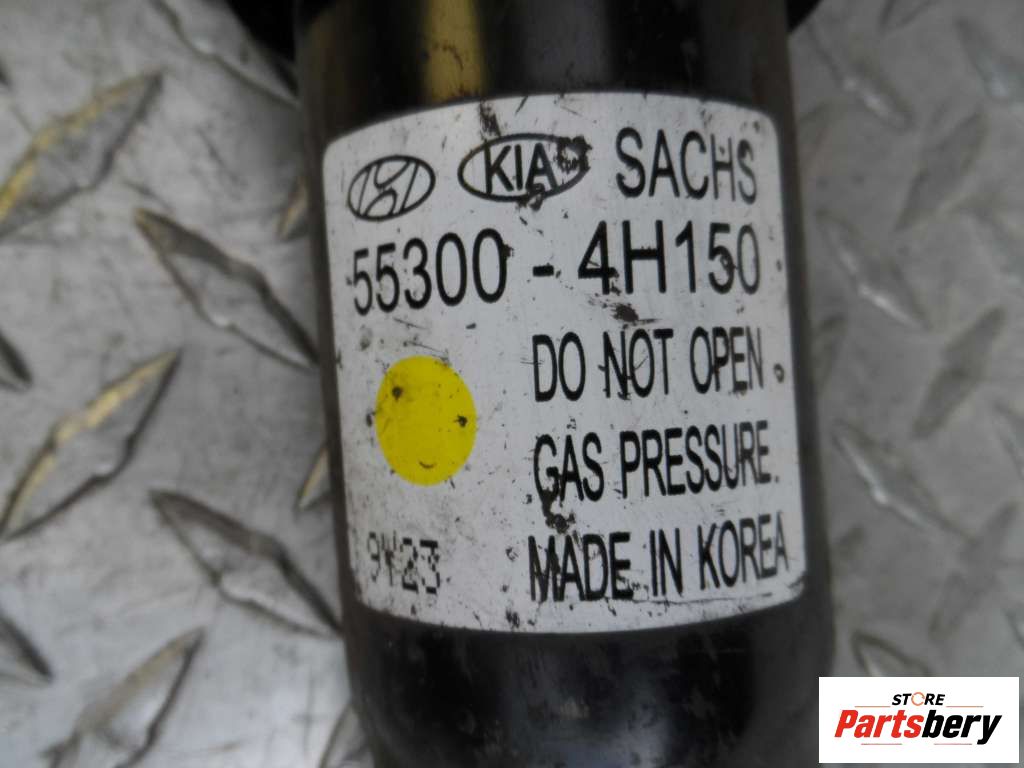 KIA SACHS
55300 - 4H150
DO NOT OPEN
GAS PRESSURE
MADE IN KOREA
9Y23
STORE
Partsbery